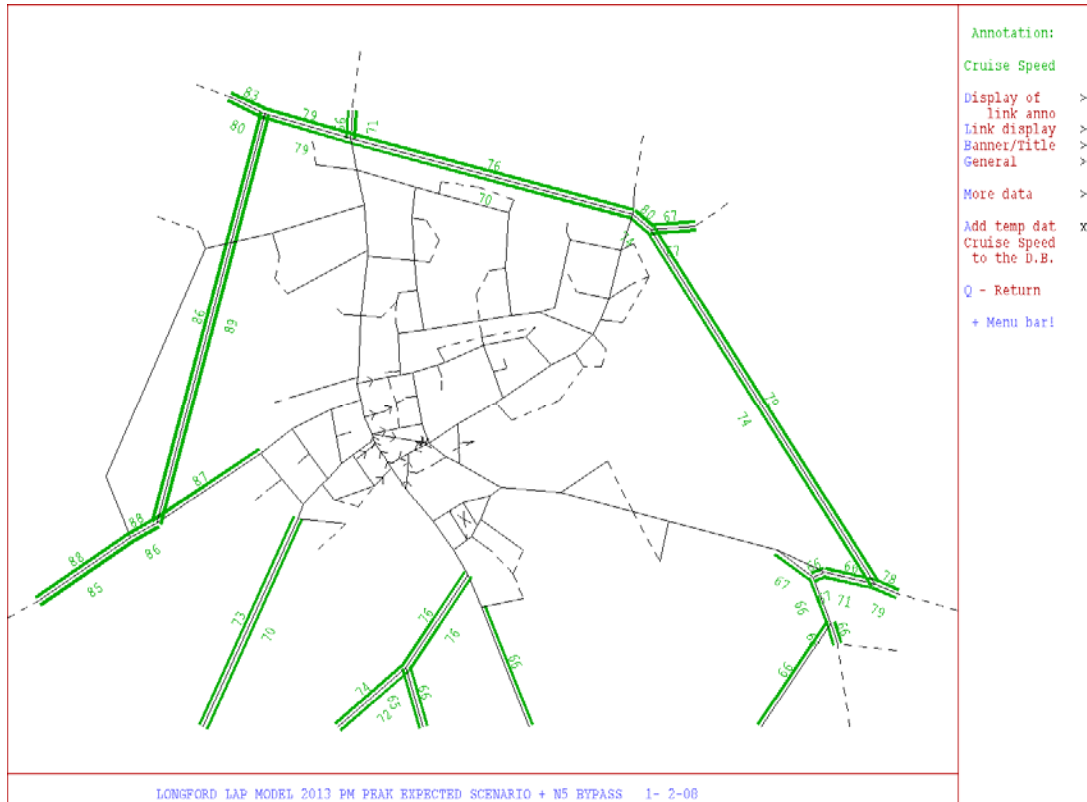 Annotation:
Cruise Speed
Display of >
link anno
Link display >
Banner/Title >
General >
More data >
Add temp dat x
Cruise Speed
to the D.B.
Q - Return
+ Menu bar!
83
80
79
79
66
71
76
70
80
67
67
86
89
79
74
87
88
88
86
85
73
70
76
76
74
72
66
66
66
67
66
71
78
79
66
66
66
X
LONGFORD LAP MODEL 2013 PM PEAK EXPECTED SCENARIO + N5 BYPASS 1- 2-08